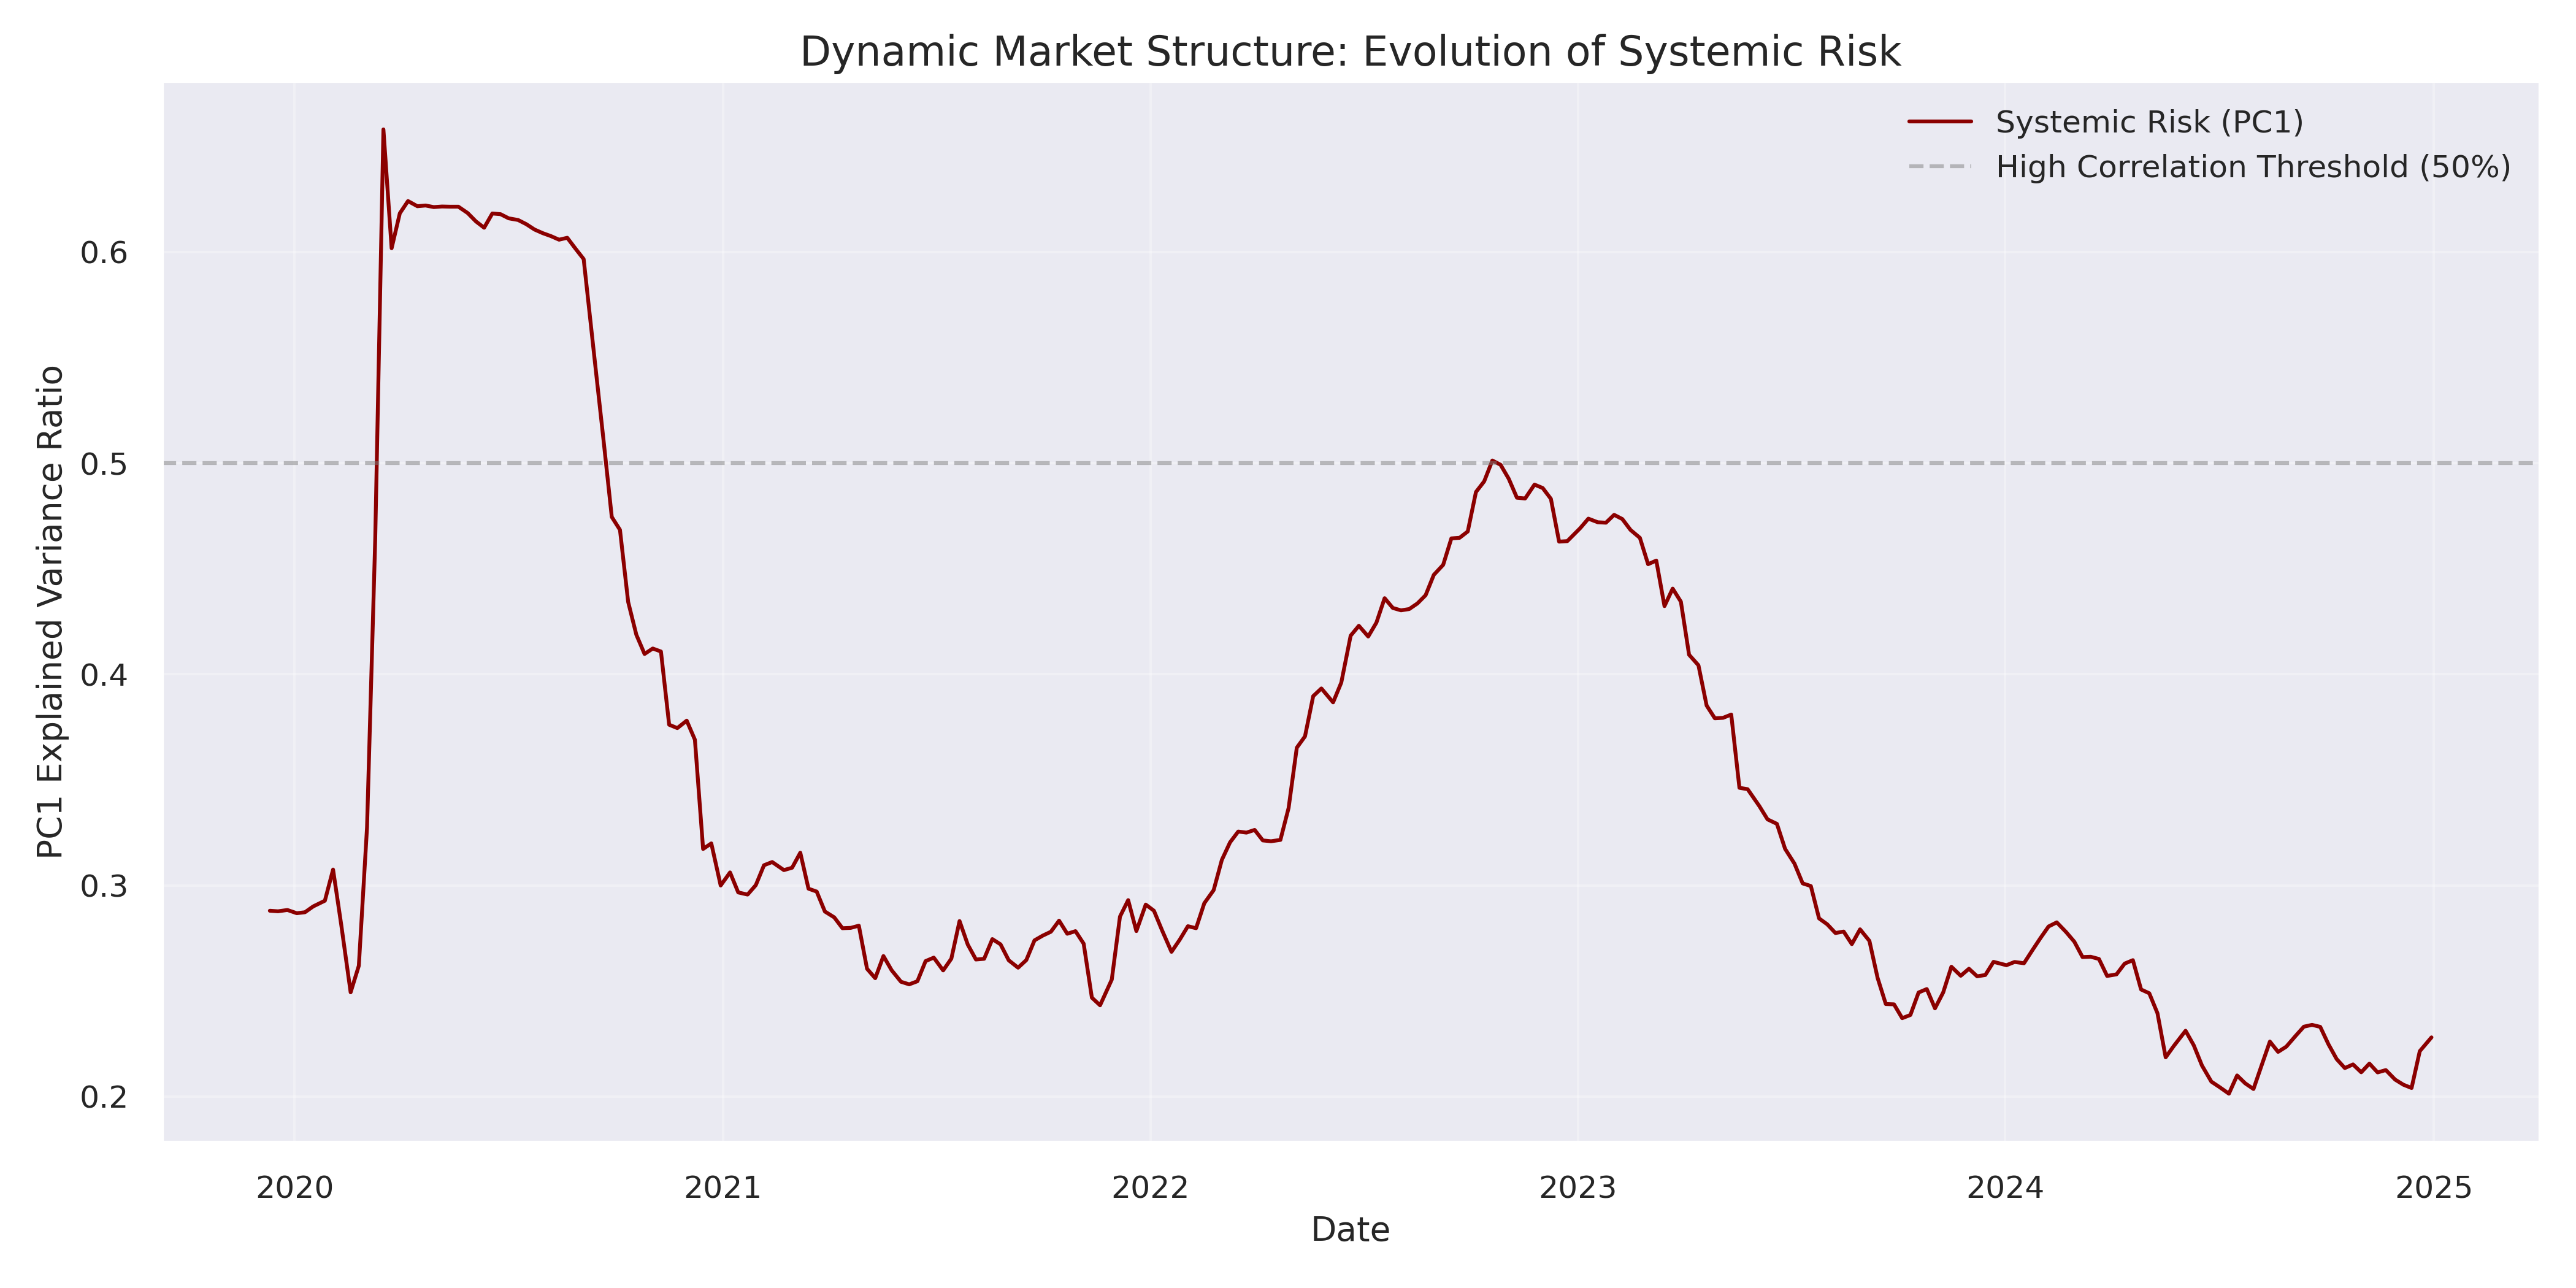 Dynamic Market Structure: Evolution of Systemic Risk
Systemic Risk (PC1)
High Correlation Threshold (50%)
PC1 Explained Variance Ratio
0.6
0.5
0.4
0.3
0.2
2020 2021 2022 2023 2024 2025
Date